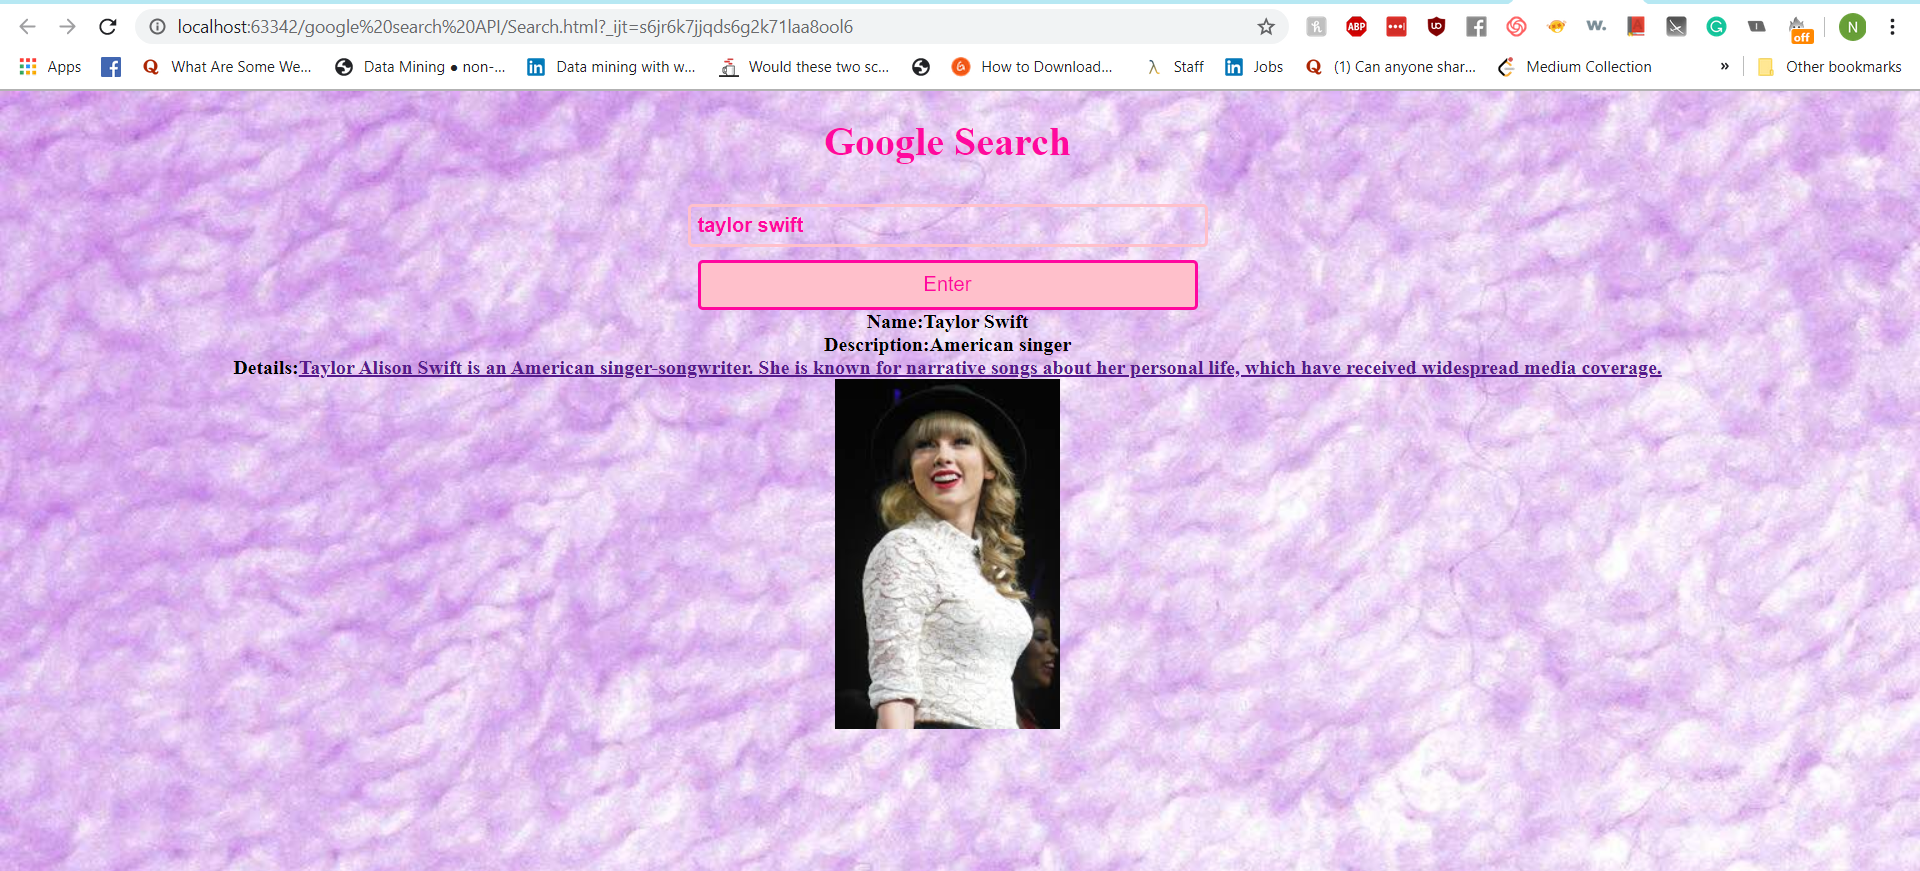 localhost:63342/google%20search%20API/Search.html?_ijt=s6jr6k7jjqds6g2k71laa8ool6
ABP UD w. G off N
Apps What Are Some We... Data Mining ● non-... Data mining with w... Would these two sc... How to Download... λ Staff Jobs (1) Can anyone shar... Medium Collection » Other bookmarks
Google Search
taylor swift
Enter
Name:Taylor Swift
Description:American singer
Details:Taylor Alison Swift is an American singer-songwriter. She is known for narrative songs about her personal life, which have received widespread media coverage.